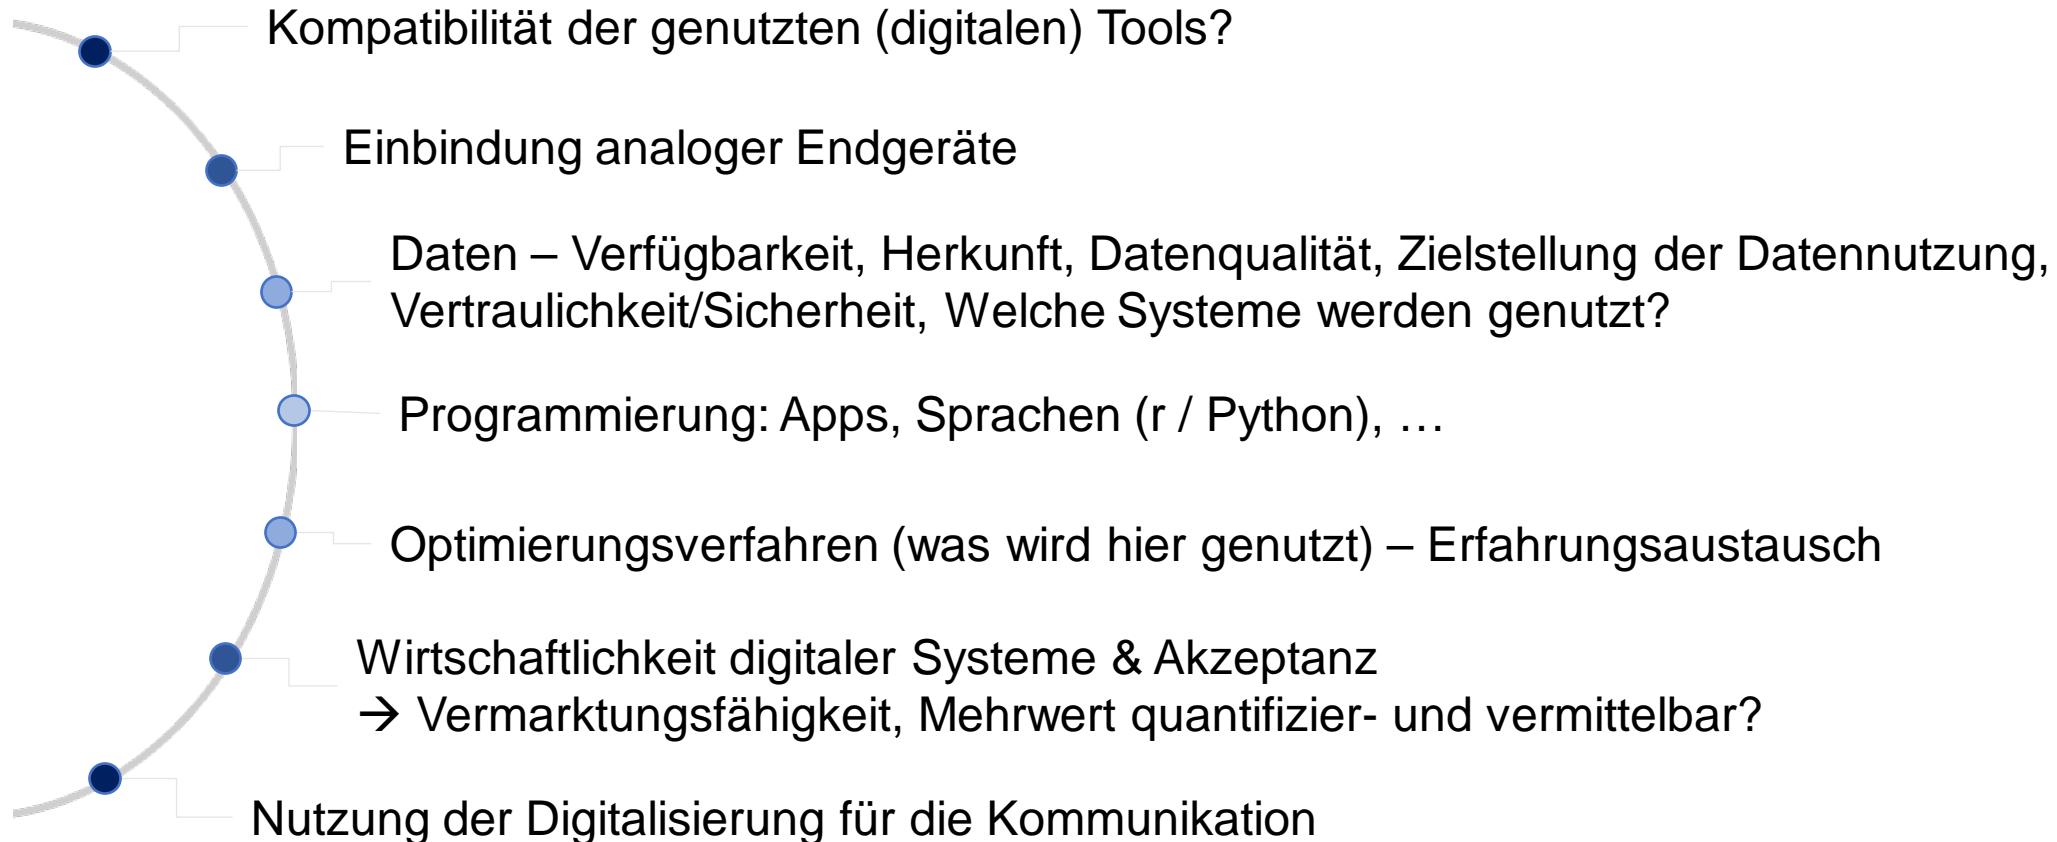 Kompatibilität der genutzten (digitalen) Tools?
Einbindung analoger Endgeräte
Daten – Verfügbarkeit, Herkunft, Datenqualität, Zielstellung der Datennutzung,
Vertraulichkeit/Sicherheit, Welche Systeme werden genutzt?
Programmierung: Apps, Sprachen (r / Python), …
Optimierungsverfahren (was wird hier genutzt) – Erfahrungsaustausch
Wirtschaftlichkeit digitaler Systeme & Akzeptanz
→ Vermarktungsfähigkeit, Mehrwert quantifizier- und vermittelbar?
Nutzung der Digitalisierung für die Kommunikation